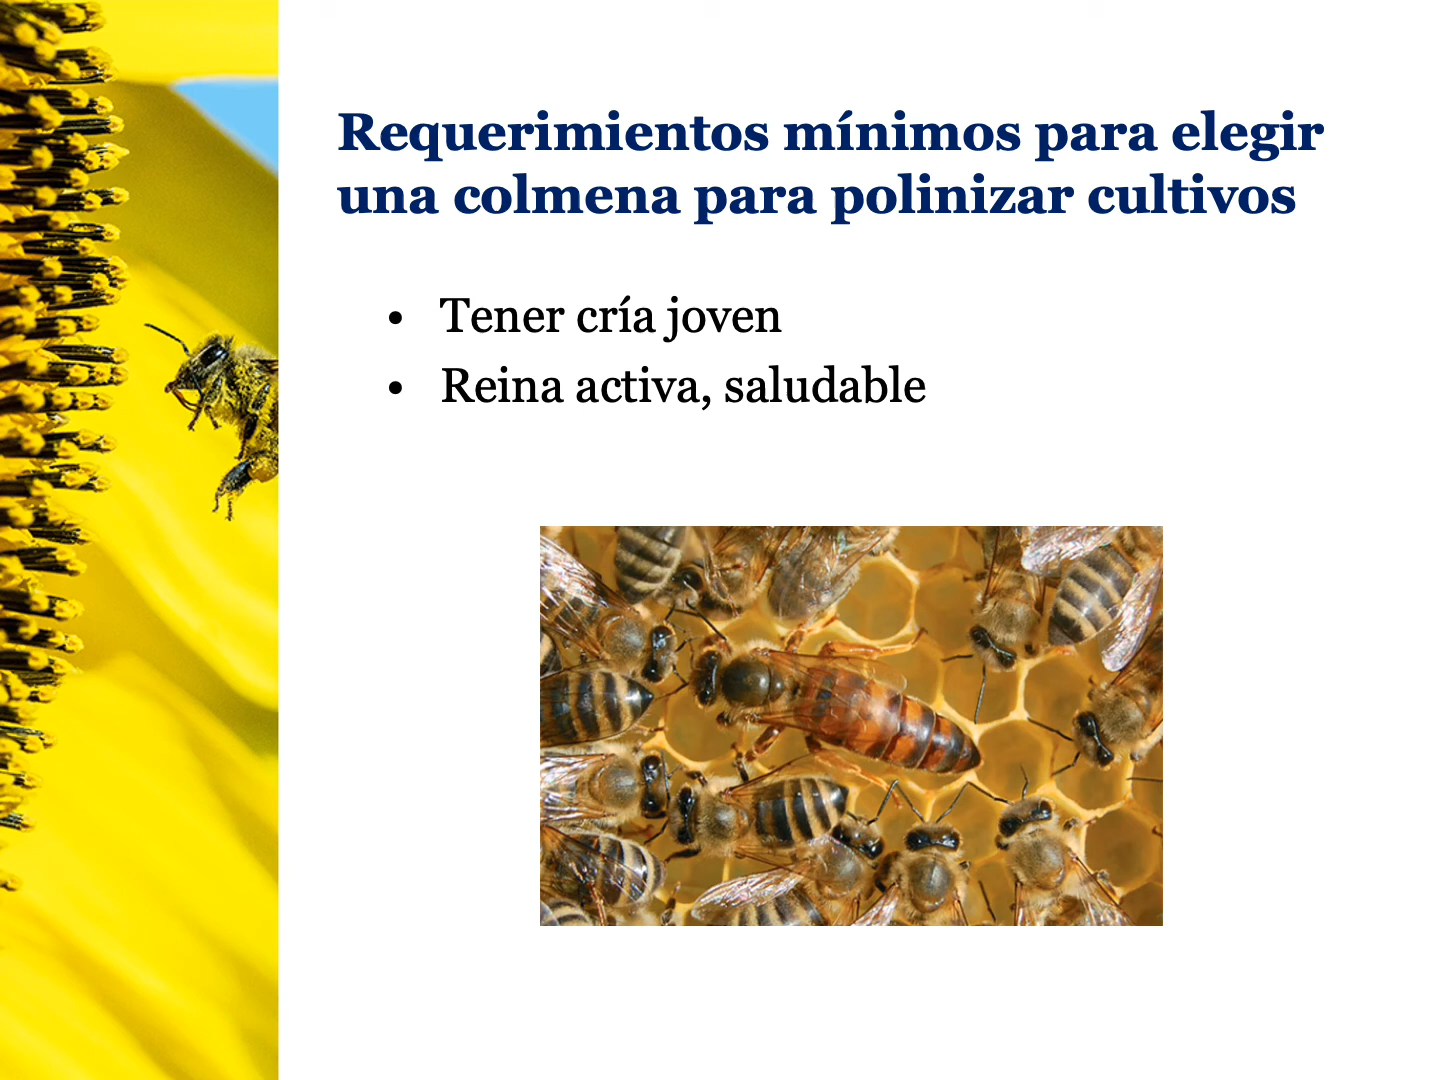 Requerimientos mínimos para elegir
una colmena para polinizar cultivos
• Tener cría joven
• Reina activa, saludable